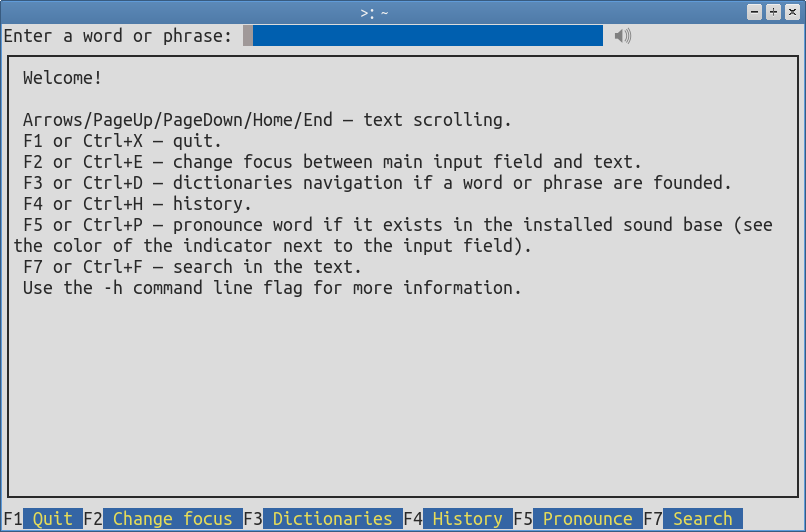 >: ~
Enter a word or phrase:
Welcome!
Arrows/PageUp/PageDown/Home/End — text scrolling.
F1 or Ctrl+X — quit.
F2 or Ctrl+E — change focus between main input field and text.
F3 or Ctrl+D — dictionaries navigation if a word or phrase are founded.
F4 or Ctrl+H — history.
F5 or Ctrl+P — pronounce word if it exists in the installed sound base (see
the color of the indicator next to the input field).
F7 or Ctrl+F — search in the text.
Use the -h command line flag for more information.
F1 Quit F2 Change focus F3 Dictionaries F4 History F5 Pronounce F7 Search